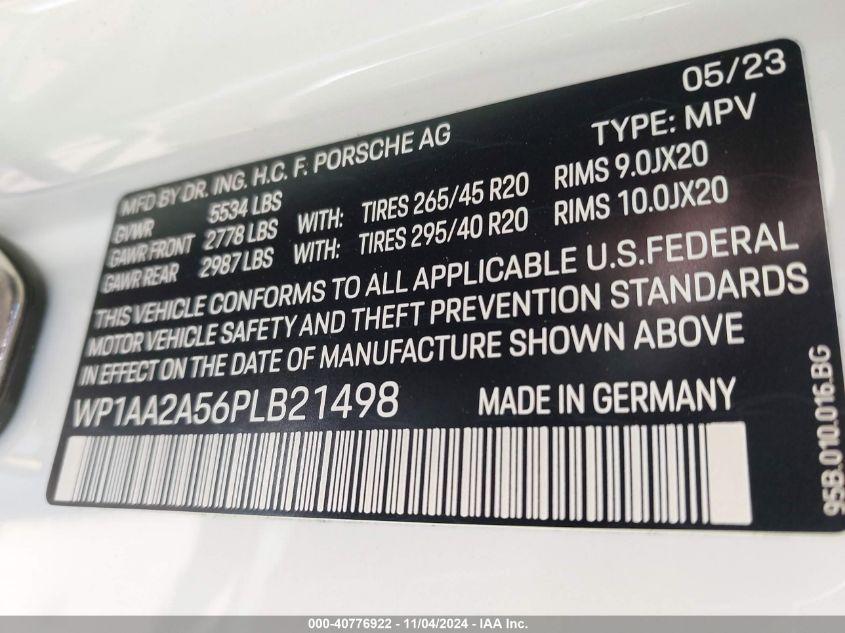 05/23
MFD BY DR. ING. H.C. F. PORSCHE AG TYPE: MPV
GVWR 5534 LBS
GAWR FRONT 2778 LBS WITH: TIRES 265/45 R20 RIMS 9.0JX20
GAWR REAR 2987 LBS WITH: TIRES 295/40 R20 RIMS 10.0JX20
THIS VEHICLE CONFORMS TO ALL APPLICABLE U.S.FEDERAL
MOTOR VEHICLE SAFETY AND THEFT PREVENTION STANDARDS
IN EFFECT ON THE DATE OF MANUFACTURE SHOWN ABOVE
WP1AA2A56PLB21498 MADE IN GERMANY
95B.010.016.BG
000-40776922 - 11/04/2024 - IAA Inc.